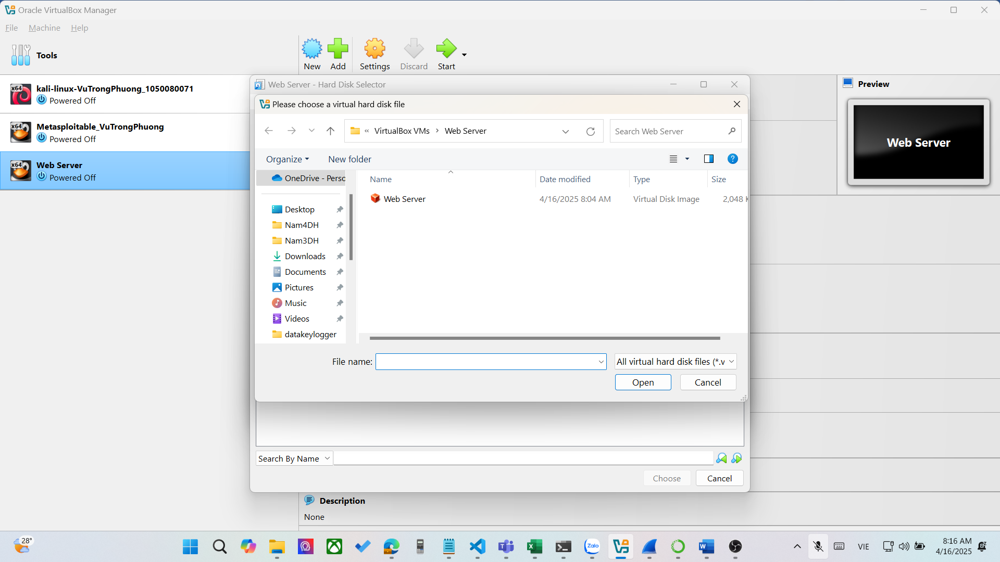 Oracle VirtualBox Manager
File Machine Help
Tools
New Add Settings Discard Start
kali-linux-VuTrongPhuong_1050080071
Powered Off
Metasploitable_VuTrongPhuong
Powered Off
Web Server
Powered Off
Web Server - Hard Disk Selector
Please choose a virtual hard disk file
« VirtualBox VMs › Web Server
Search Web Server
Organize New folder
OneDrive - Perso
Desktop
Nam4DH
Nam3DH
Downloads
Documents
Pictures
Music
Videos
datakeylogger
Name Date modified Type Size
Web Server 4/16/2025 8:04 AM Virtual Disk Image 2,048 K
File name:
All virtual hard disk files (*.v
Open Cancel
Search By Name
Choose Cancel
Preview
Web Server
Description
None
28°
Zalo
VIE
8:16 AM
4/16/2025